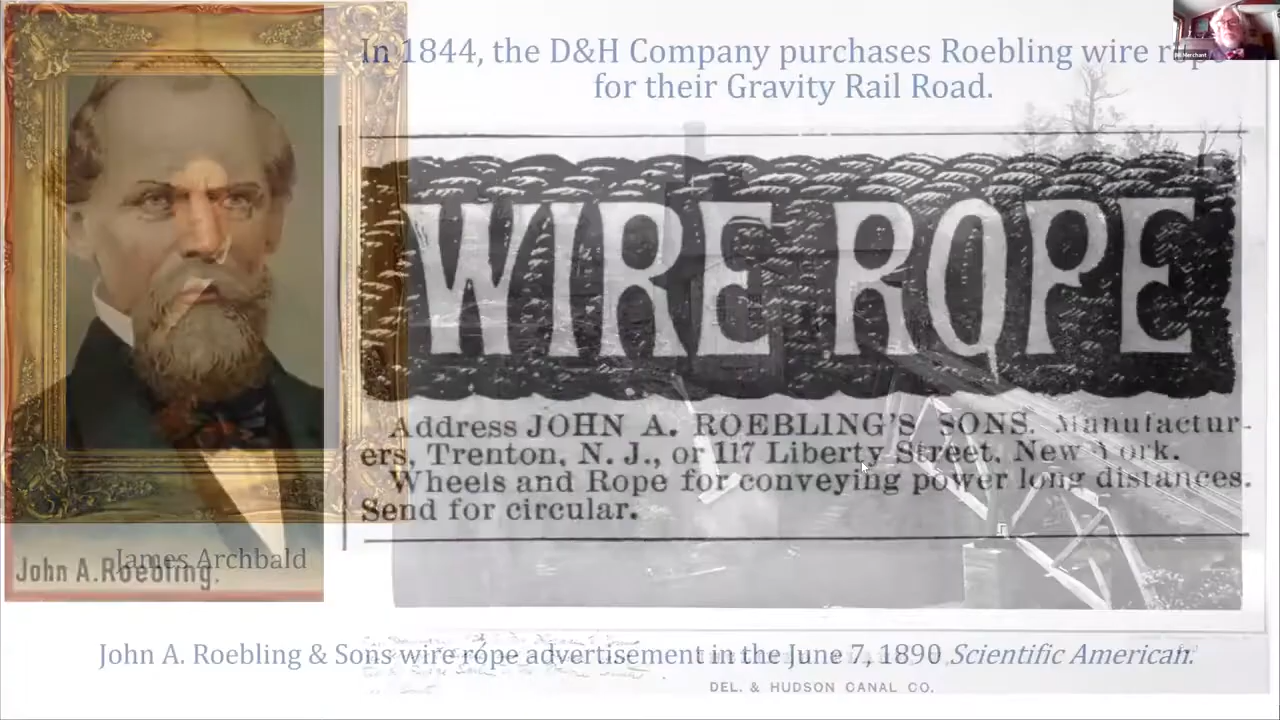 In 1844, the D&H Company purchases Roebling wire rope
for their Gravity Rail Road.
Bill Merchant
WIRE ROPE
Address JOHN A. ROEBLING'S SONS. Manufactur-
ers, Trenton, N. J., or 117 Liberty Street, New York.
Wheels and Rope for conveying power long distances.
Send for circular.
James Archbald
John A. Roebling.
John A. Roebling & Sons wire rope advertisement in the June 7, 1890 Scientific American.
DEL. & HUDSON CANAL CO.